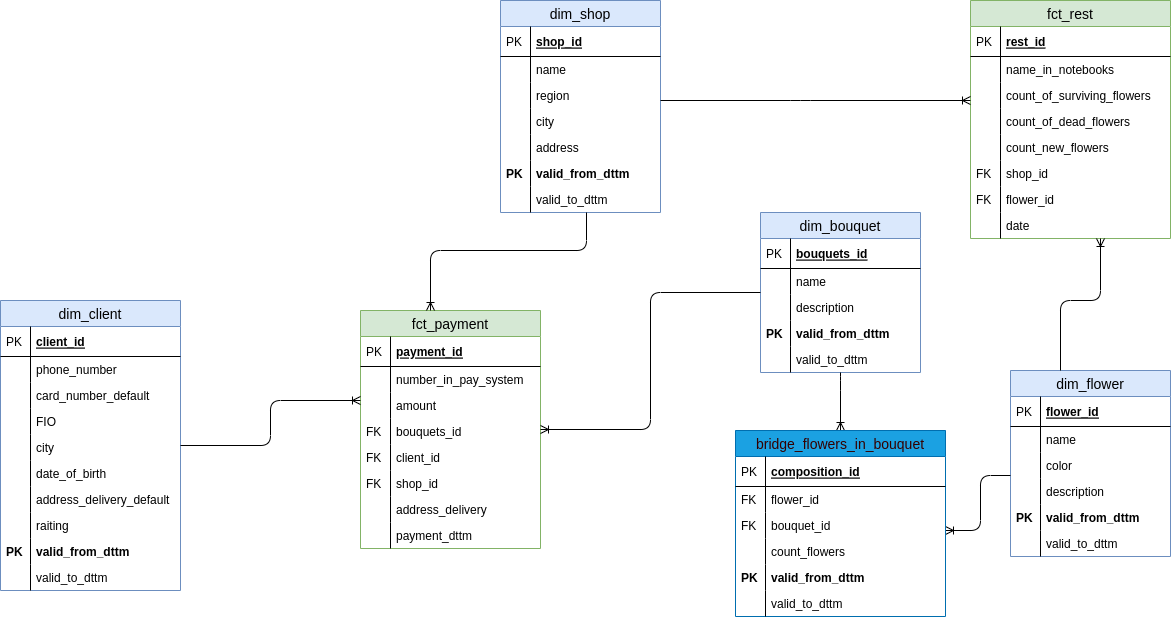 dim_shop
PK shop_id
name
region
city
address
PK valid_from_dttm
valid_to_dttm
fct_rest
PK rest_id
name_in_notebooks
count_of_surviving_flowers
count_of_dead_flowers
count_new_flowers
FK shop_id
FK flower_id
date
dim_bouquet
PK bouquets_id
name
description
PK valid_from_dttm
valid_to_dttm
dim_client
PK client_id
phone_number
card_number_default
FIO
city
date_of_birth
address_delivery_default
raiting
PK valid_from_dttm
valid_to_dttm
fct_payment
PK payment_id
number_in_pay_system
amount
FK bouquets_id
FK client_id
FK shop_id
address_delivery
payment_dttm
dim_flower
PK flower_id
name
color
description
PK valid_from_dttm
valid_to_dttm
bridge_flowers_in_bouquet
PK composition_id
FK flower_id
FK bouquet_id
count_flowers
PK valid_from_dttm
valid_to_dttm